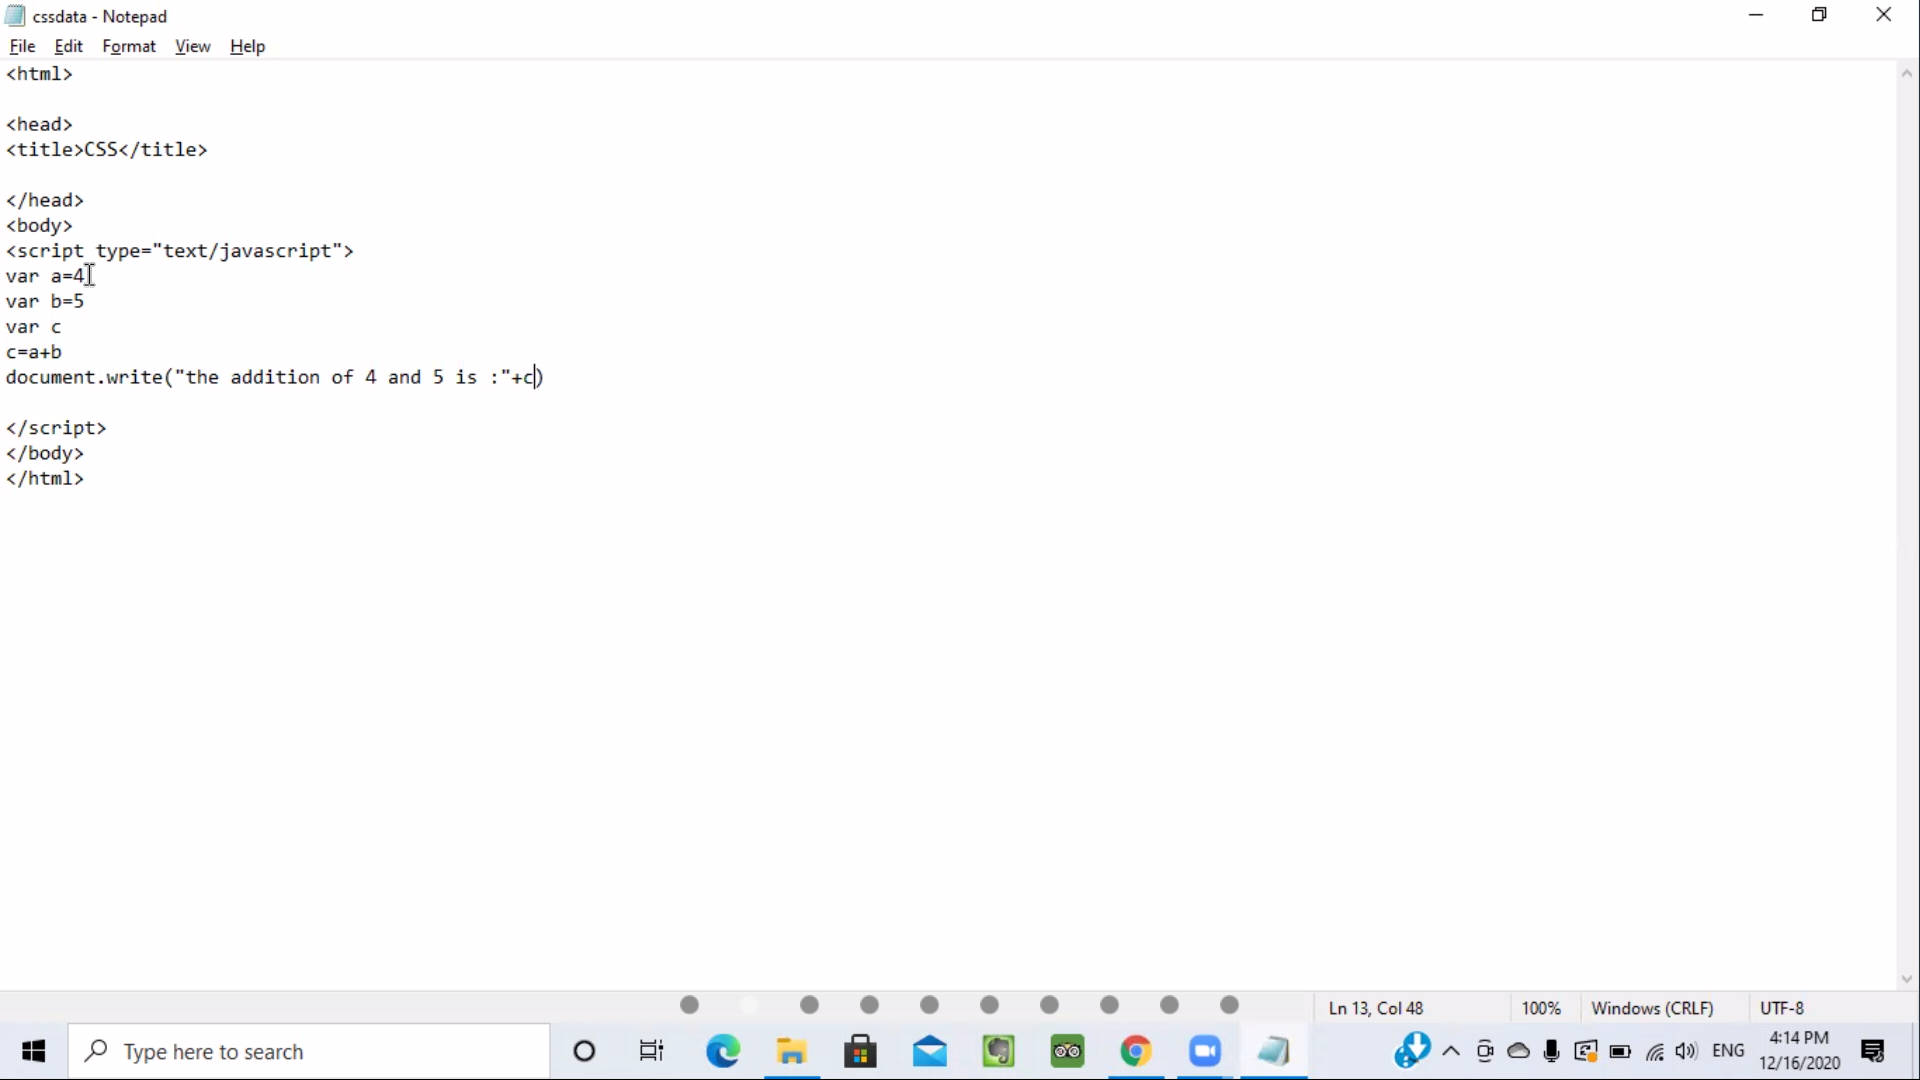 cssdata - Notepad
File Edit Format View Help
<html>
<head>
<title>CSS</title>
</head>
<body>
<script type="text/javascript">
var a=4
var b=5
var c
c=a+b
document.write("the addition of 4 and 5 is :"+c)
</script>
</body>
</html>
Ln 13, Col 48 100% Windows (CRLF) UTF-8
Type here to search
ENG
4:14 PM
12/16/2020